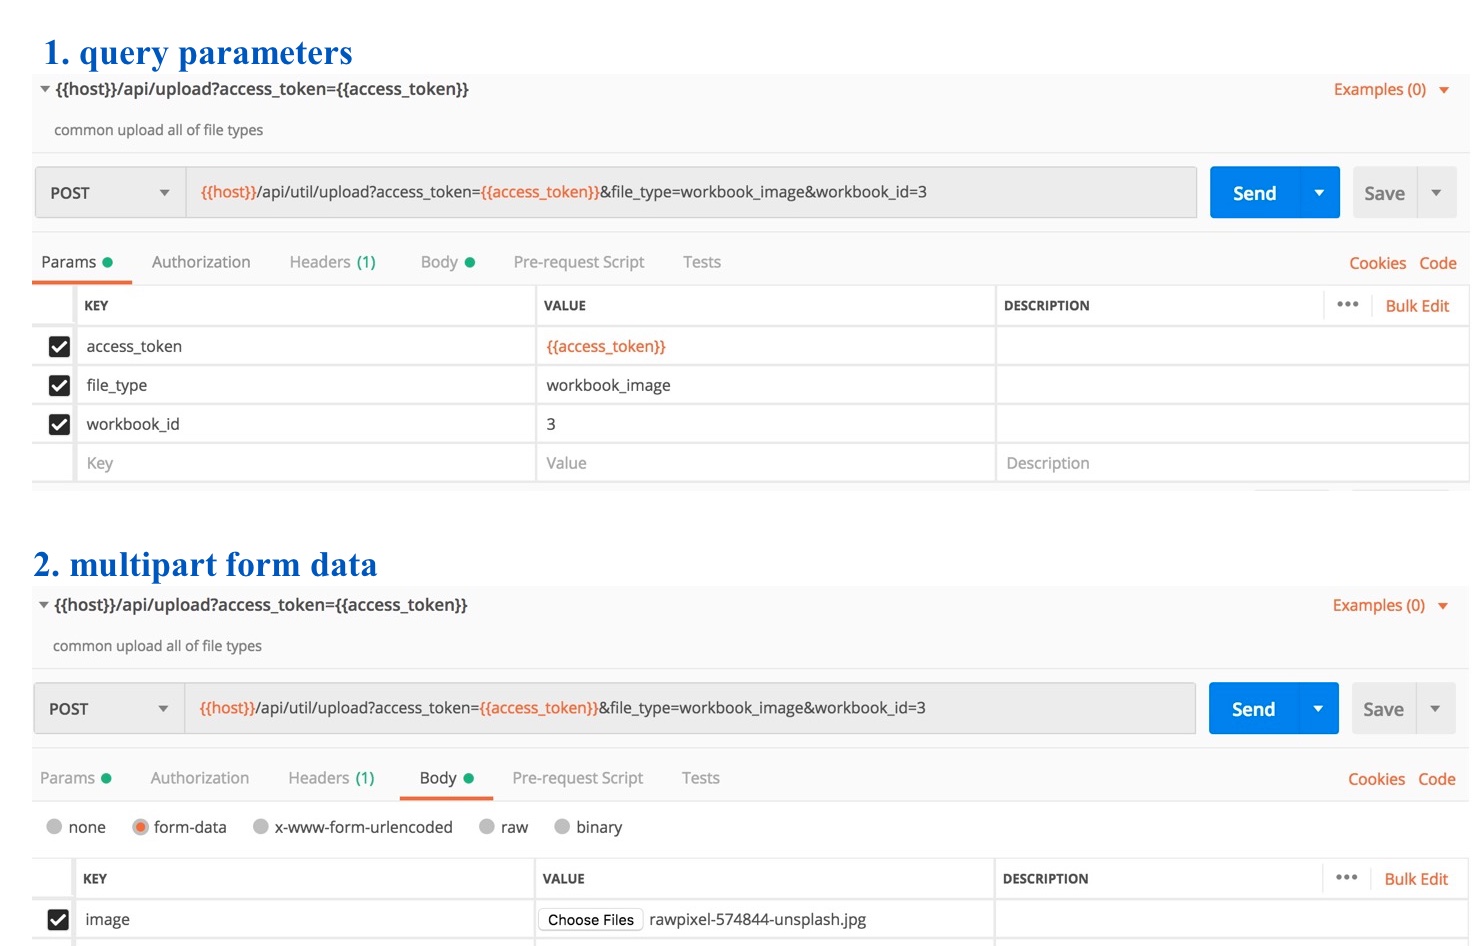 1. query parameters
{{host}}/api/upload?access_token={{access_token}} Examples (0)
common upload all of file types
POST {{host}}/api/util/upload?access_token={{access_token}}&file_type=workbook_image&workbook_id=3 Send Save
Params Authorization Headers (1) Body Pre-request Script Tests Cookies Code
KEY VALUE DESCRIPTION ••• Bulk Edit
access_token {{access_token}}
file_type workbook_image
workbook_id 3
Key Value Description
2. multipart form data
{{host}}/api/upload?access_token={{access_token}} Examples (0)
common upload all of file types
POST {{host}}/api/util/upload?access_token={{access_token}}&file_type=workbook_image&workbook_id=3 Send Save
Params Authorization Headers (1) Body Pre-request Script Tests Cookies Code
none form-data x-www-form-urlencoded raw binary
KEY VALUE DESCRIPTION ••• Bulk Edit
image Choose Files rawpixel-574844-unsplash.jpg